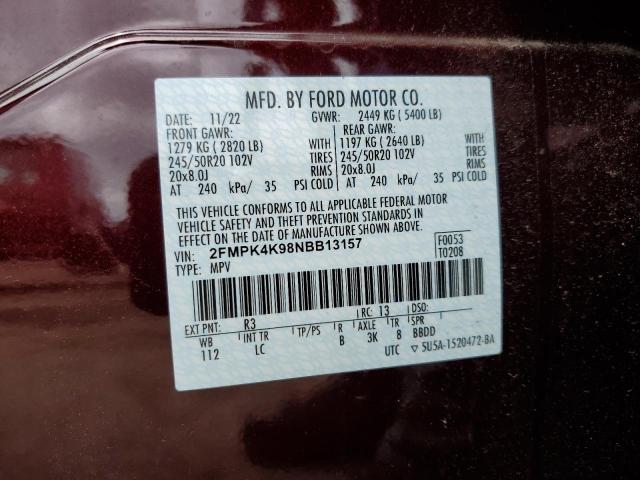 MFD. BY FORD MOTOR CO.
DATE: 11/22 GVWR: 2449 KG ( 5400 LB)
FRONT GAWR: REAR GAWR:
1279 KG ( 2820 LB) WITH 1197 KG ( 2640 LB) WITH
245/50R20 102V TIRES 245/50R20 102V TIRES
20x8.0J RIMS 20x8.0J RIMS
AT 240 kPa/ 35 PSI COLD AT 240 kPa/ 35 PSI COLD
THIS VEHICLE CONFORMS TO ALL APPLICABLE FEDERAL MOTOR
VEHICLE SAFETY AND THEFT PREVENTION STANDARDS IN
EFFECT ON THE DATE OF MANUFACTURE SHOWN ABOVE.
VIN: 2FMPK4K98NBB13157 F0053
TYPE: MPV T0208
EXT PNT: R3 RC: 13 DSO:
WB INT TR TP/PS R AXLE TR SPR
112 LC B 3K 8 BBDD
UTC ▽ 5U5A-1520472-BA